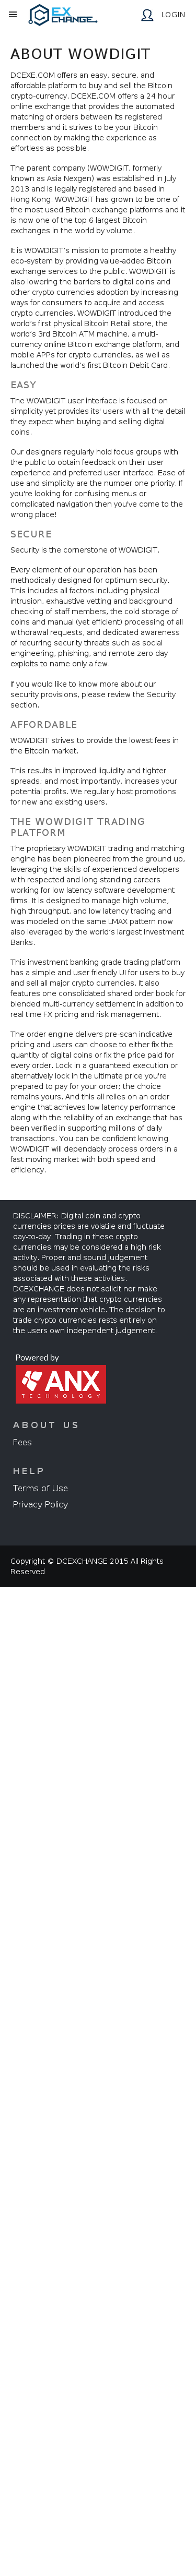 EX
CHANGE
LOGIN
ABOUT WOWDIGIT
DCEXE.COM offers an easy, secure, and
affordable platform to buy and sell the Bitcoin
crypto-currency. DCEXE.COM offers a 24 hour
online exchange that provides the automated
matching of orders between its registered
members and it strives to be your Bitcoin
connection by making the experience as
effortless as possible.
The parent company (WOWDIGIT, formerly
known as Asia Nexgen) was established in July
2013 and is legally registered and based in
Hong Kong. WOWDIGIT has grown to be one of
the most used Bitcoin exchange platforms and it
is now one of the top 6 largest Bitcoin
exchanges in the world by volume.
It is WOWDIGIT's mission to promote a healthy
eco-system by providing value-added Bitcoin
exchange services to the public. WOWDIGIT is
also lowering the barriers to digital coins and
other crypto currencies adoption by increasing
ways for consumers to acquire and access
crypto currencies. WOWDIGIT introduced the
world's first physical Bitcoin Retail store, the
world's 3rd Bitcoin ATM machine, a multi-
currency online Bitcoin exchange platform, and
mobile APPs for crypto currencies, as well as
launched the world's first Bitcoin Debit Card.
EASY
The WOWDIGIT user interface is focused on
simplicity yet provides its' users with all the detail
they expect when buying and selling digital
coins.
Our designers regularly hold focus groups with
the public to obtain feedback on their user
experience and preferred user interface. Ease of
use and simplicity are the number one priority. If
you're looking for confusing menus or
complicated navigation then you've come to the
wrong place!
SECURE
Security is the cornerstone of WOWDIGIT.
Every element of our operation has been
methodically designed for optimum security.
This includes all factors including physical
intrusion, exhaustive vetting and background
checking of staff members, the cold storage of
coins and manual (yet efficient) processing of all
withdrawal requests, and dedicated awareness
of recurring security threats such as social
engineering, phishing, and remote zero day
exploits to name only a few.
If you would like to know more about our
security provisions, please review the Security
section.
AFFORDABLE
WOWDIGIT strives to provide the lowest fees in
the Bitcoin market.
This results in improved liquidity and tighter
spreads; and most importantly, increases your
potential profits. We regularly host promotions
for new and existing users.
THE WOWDIGIT TRADING
PLATFORM
The proprietary WOWDIGIT trading and matching
engine has been pioneered from the ground up,
leveraging the skills of experienced developers
with respected and long standing careers
working for low latency software development
firms. It is designed to manage high volume,
high throughput, and low latency trading and
was modeled on the same LMAX pattern now
also leveraged by the world's largest Investment
Banks.
This investment banking grade trading platform
has a simple and user friendly UI for users to buy
and sell all major crypto currencies. It also
features one consolidated shared order book for
blended multi-currency settlement in addition to
real time FX pricing and risk management.
The order engine delivers pre-scan indicative
pricing and users can choose to either fix the
quantity of digital coins or fix the price paid for
every order. Lock in a guaranteed execution or
alternatively lock in the ultimate price you're
prepared to pay for your order; the choice
remains yours. And this all relies on an order
engine that achieves low latency performance
along with the reliability of an exchange that has
been verified in supporting millions of daily
transactions. You can be confident knowing
WOWDIGIT will dependably process orders in a
fast moving market with both speed and
efficiency.
DISCLAIMER: Digital coin and crypto
currencies prices are volatile and fluctuate
day-to-day. Trading in these crypto
currencies may be considered a high risk
activity. Proper and sound judgement
should be used in evaluating the risks
associated with these activities.
DCEXCHANGE does not solicit nor make
any representation that crypto currencies
are an investment vehicle. The decision to
trade crypto currencies rests entirely on
the users own independent judgement.
Powered by
ANX
TECHNOLOGY
ABOUT US
Fees
HELP
Terms of Use
Privacy Policy
Copyright © DCEXCHANGE 2015 All Rights
Reserved